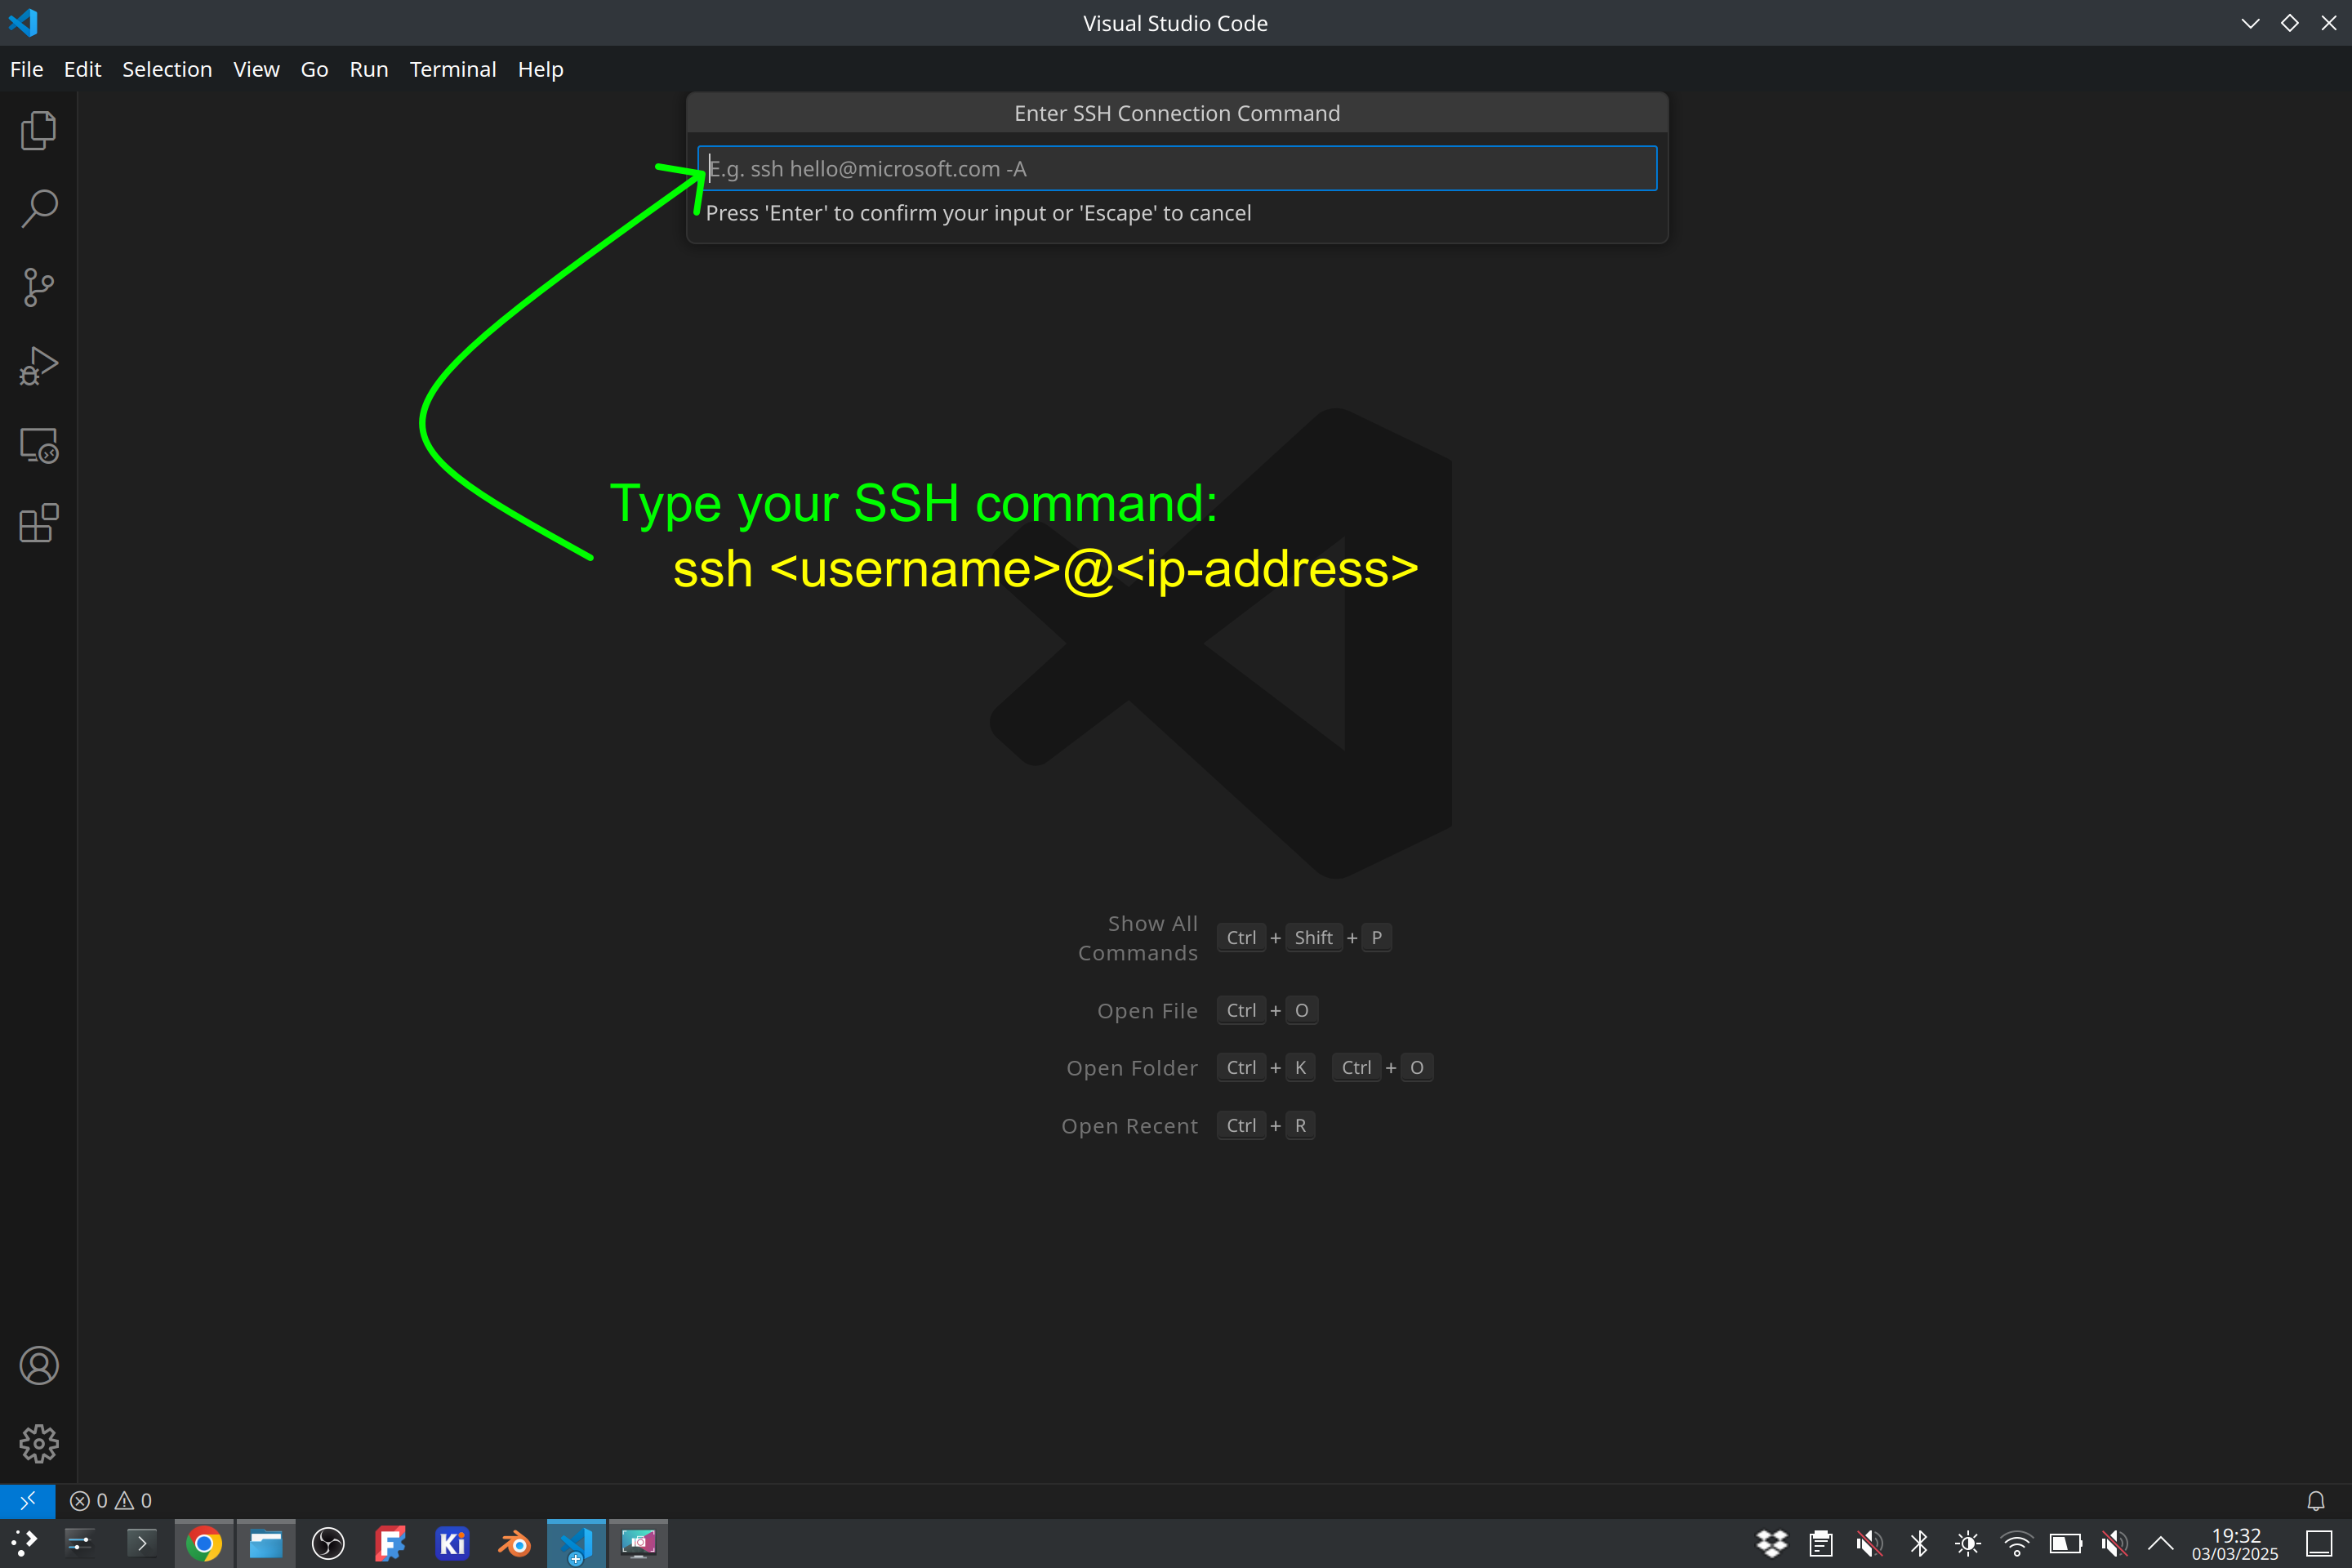 Visual Studio Code
File Edit Selection View Go Run Terminal Help
Enter SSH Connection Command
E.g. ssh hello@microsoft.com -A
Press 'Enter' to confirm your input or 'Escape' to cancel
Type your SSH command:
ssh <username>@<ip-address>
Show All
Commands
Ctrl + Shift + P
Open File Ctrl + O
Open Folder Ctrl + K Ctrl + O
Open Recent Ctrl + R
0 0
Ki
19:32
03/03/2025